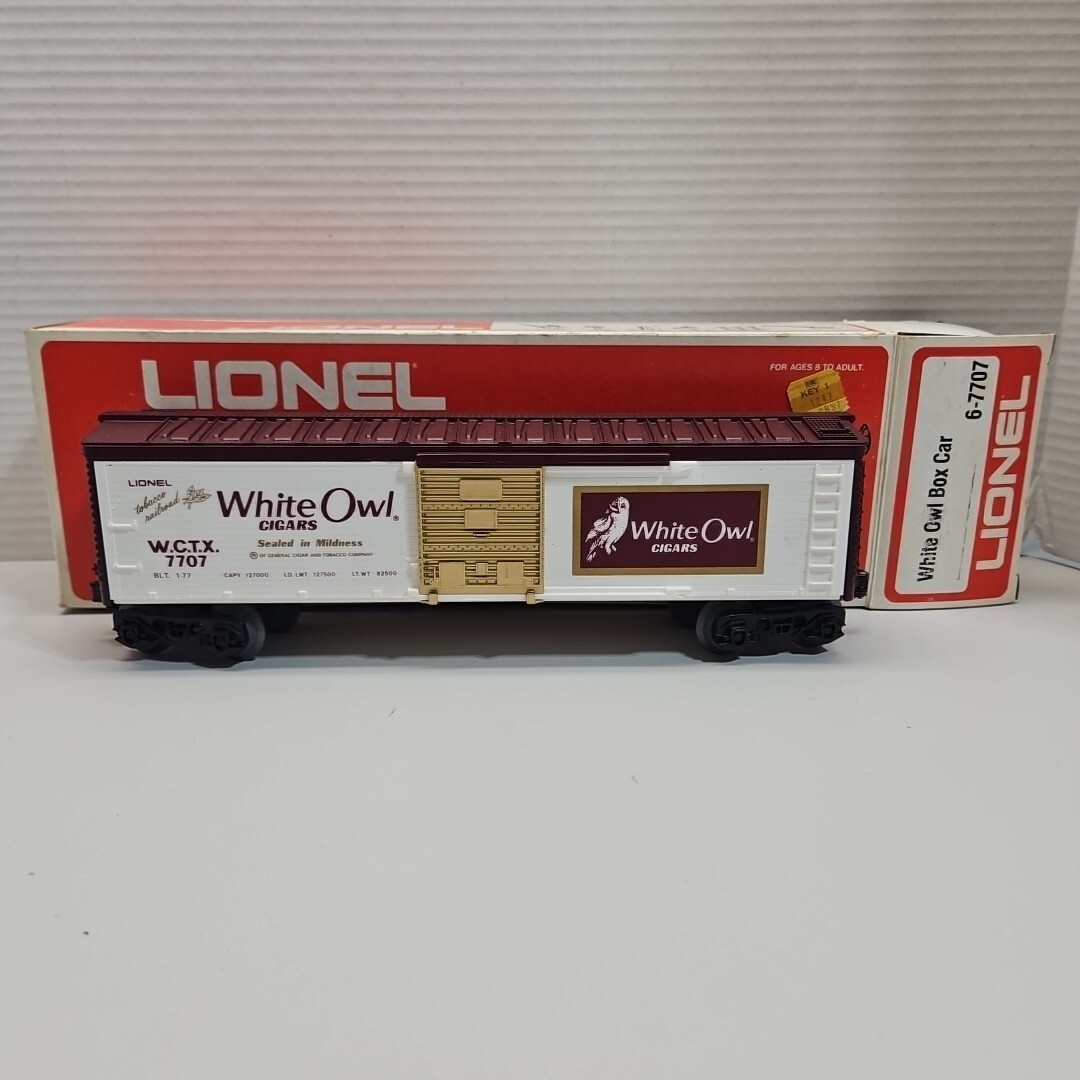 LIONEL
LIONEL
FOR AGES 8 TO ADULT.
KEY 1
1247
White Owl Box Car
6-7707
LIONEL
LIONEL
tobacco
railroad
White Owl®
CIGARS
Sealed in Mildness
® OF GENERAL CIGAR AND TOBACCO COMPANY
W.C.T.X.
7707
BLT. 1-77 CAPY. 127000 LD. LMT. 127500 LT. WT. 82500
White Owl®
CIGARS